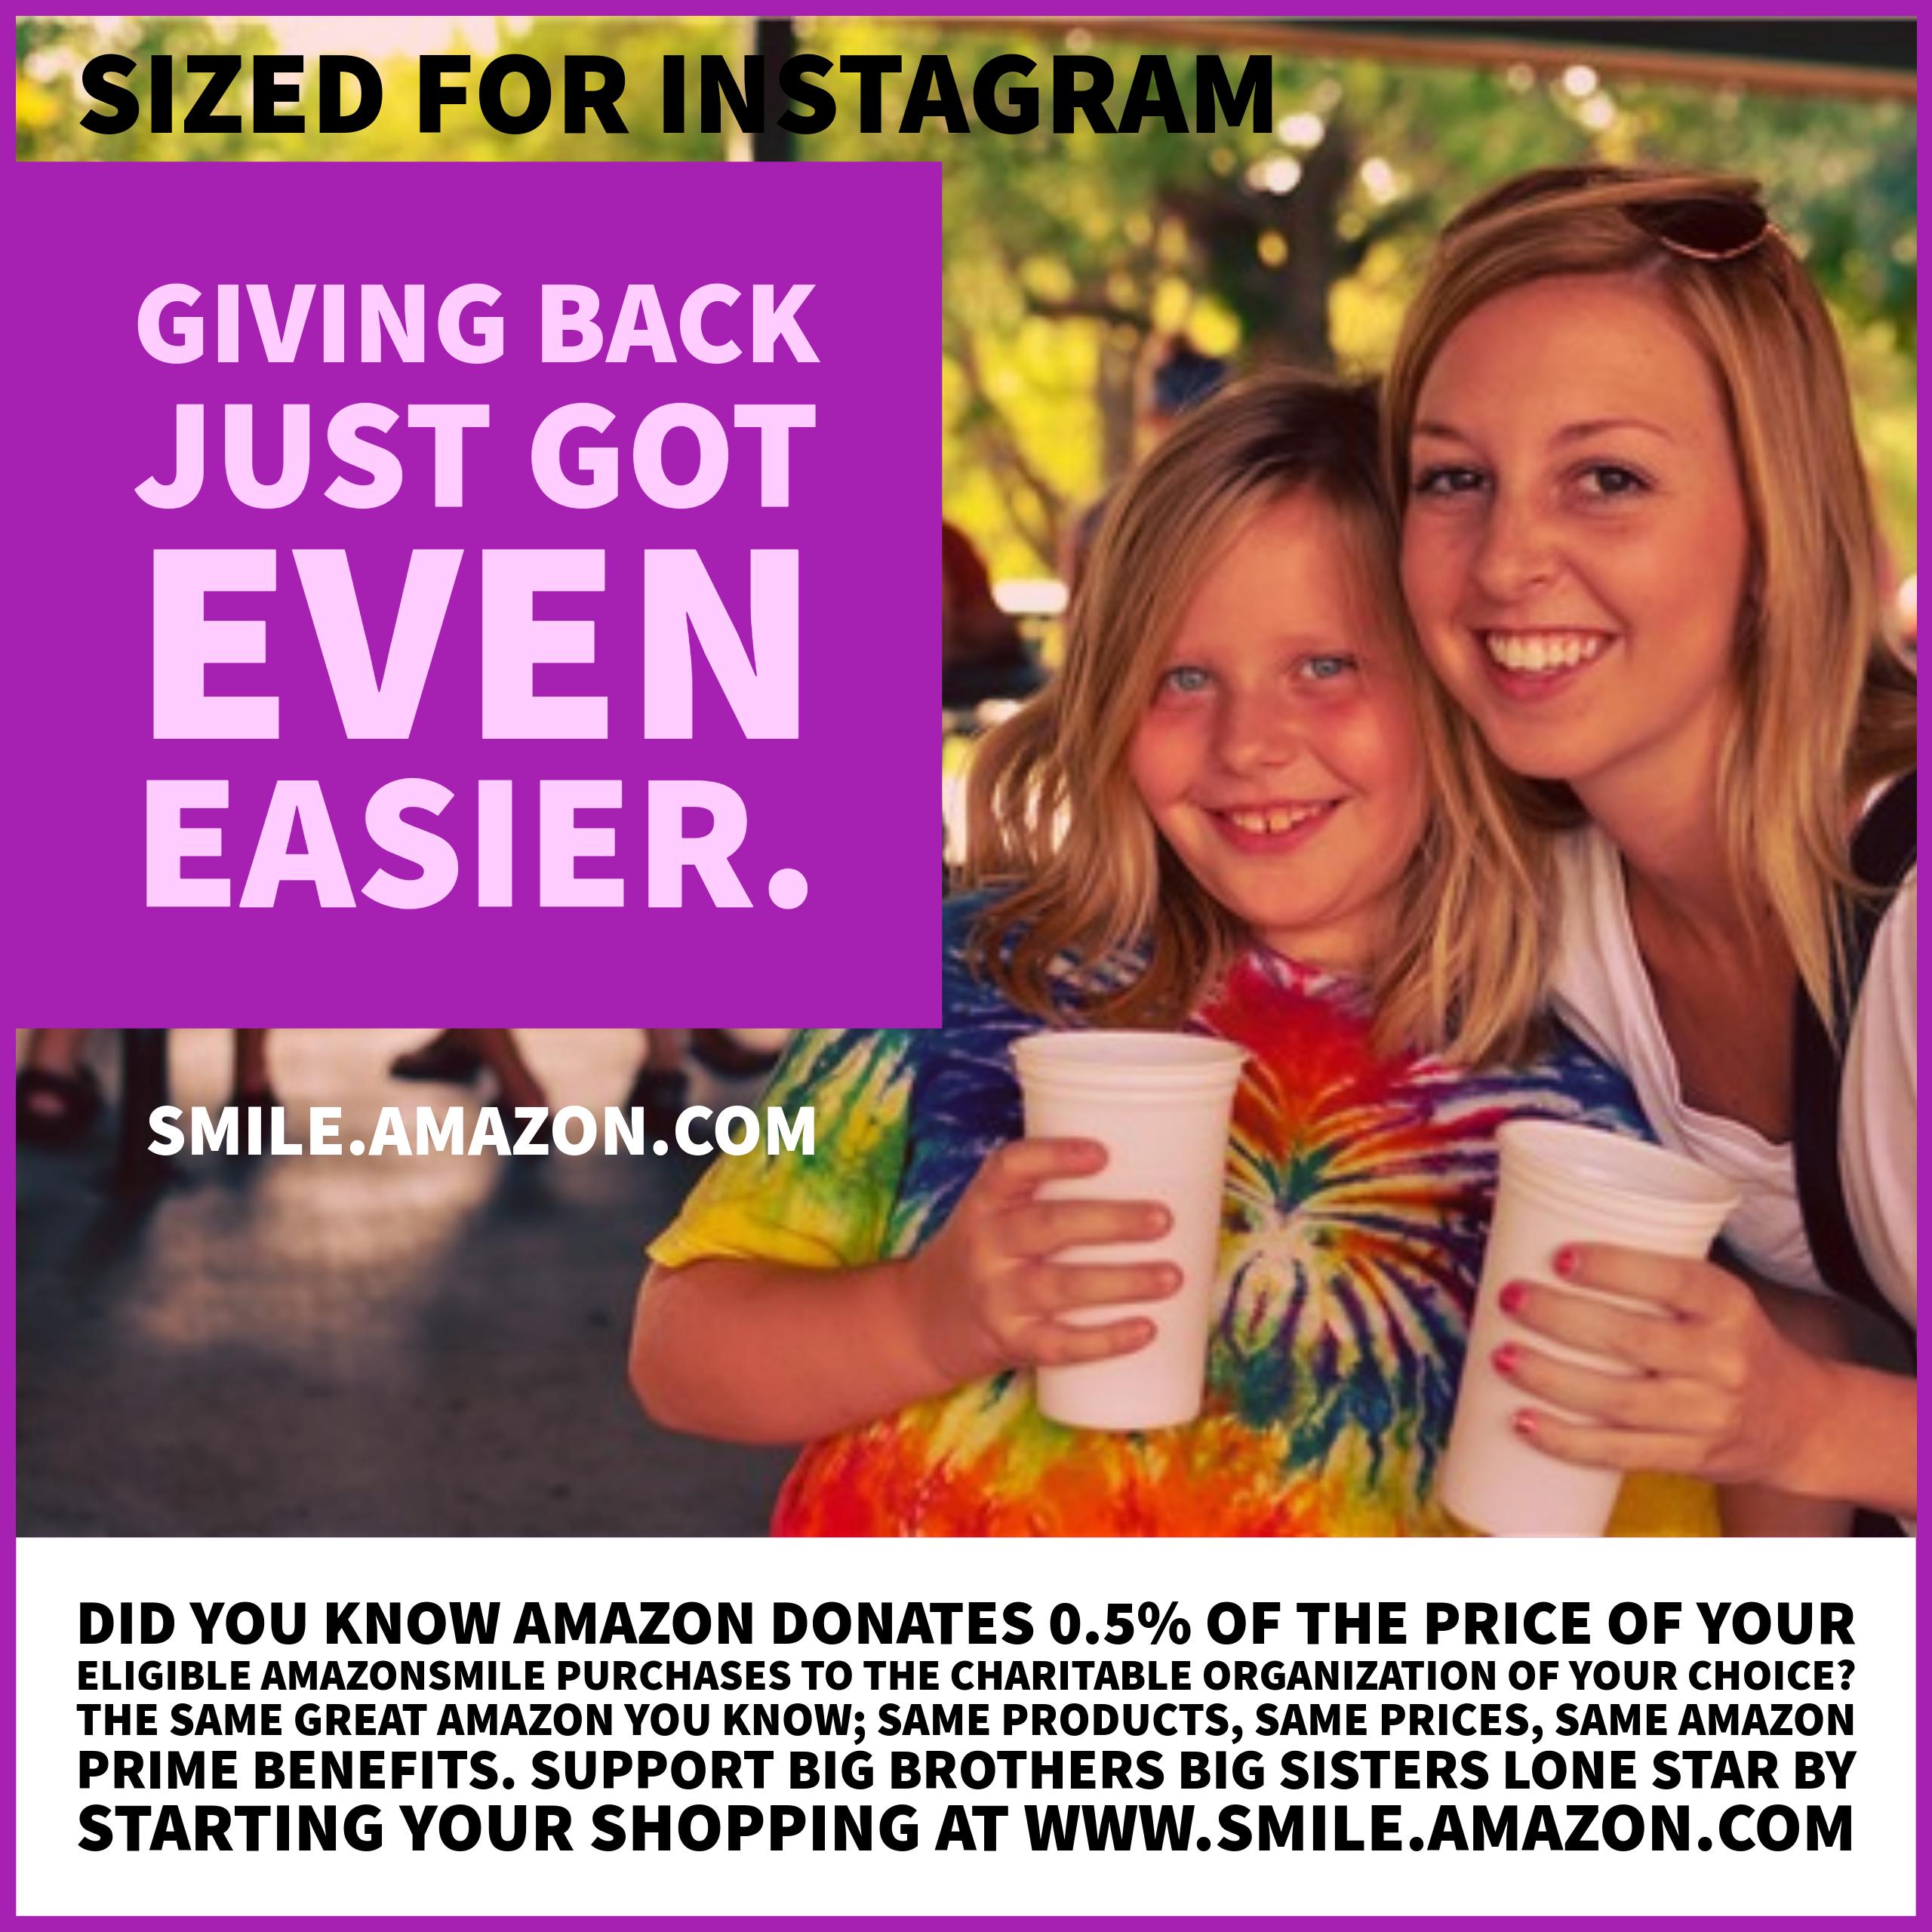 SIZED FOR INSTAGRAM
GIVING BACK
JUST GOT
EVEN
EASIER.
SMILE.AMAZON.COM
DID YOU KNOW AMAZON DONATES 0.5% OF THE PRICE OF YOUR
ELIGIBLE AMAZONSMILE PURCHASES TO THE CHARITABLE ORGANIZATION OF YOUR CHOICE?
THE SAME GREAT AMAZON YOU KNOW; SAME PRODUCTS, SAME PRICES, SAME AMAZON
PRIME BENEFITS. SUPPORT BIG BROTHERS BIG SISTERS LONE STAR BY
STARTING YOUR SHOPPING AT WWW.SMILE.AMAZON.COM